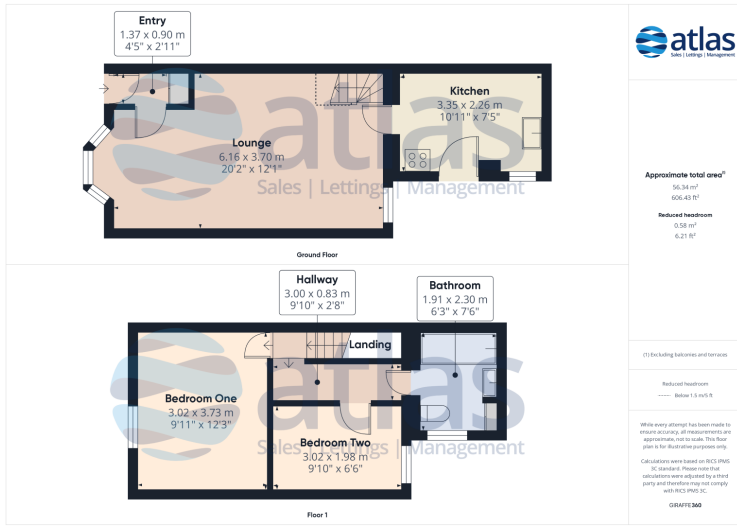 Entry
1.37 x 0.90 m
4'5" x 2'11"
Kitchen
3.35 x 2.26 m
10'11" x 7'5"
Lounge
6.16 x 3.70 m
20'2" x 12'1"
atlas
Sales | Lettings | Management
Ground Floor
Hallway
3.00 x 0.83 m
9'10" x 2'8"
Bathroom
1.91 x 2.30 m
6'3" x 7'6"
Landing
Bedroom One
3.02 x 3.73 m
9'11" x 12'3"
Bedroom Two
3.02 x 1.98 m
9'10" x 6'6"
atlas
Sales | Lettings | Management
Floor 1
atlas
Sales | Lettings | Management
Approximate total area(1)
56.34 m²
606.43 ft²
Reduced headroom
0.58 m²
6.21 ft²
(1) Excluding balconies and terraces
Reduced headroom
----- Below 1.5 m/5 ft
While every attempt has been made to
ensure accuracy, all measurements are
approximate, not to scale. This floor
plan is for illustrative purposes only.
Calculations were based on RICS IPMS
3C standard. Please note that
calculations were adjusted by a third
party and therefore may not comply
with RICS IPMS 3C.
GIRAFFE360